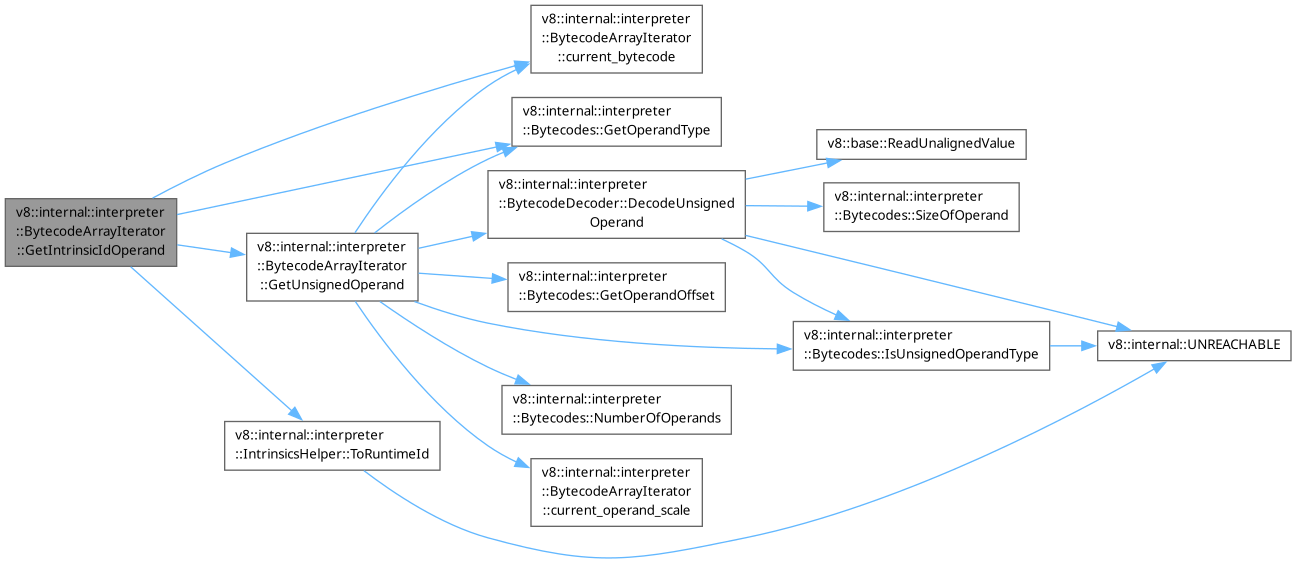 v8::internal::interpreter
::BytecodeArrayIterator
::current_bytecode
v8::internal::interpreter
::Bytecodes::GetOperandType
v8::base::ReadUnalignedValue
v8::internal::interpreter
::BytecodeDecoder::DecodeUnsigned
Operand
v8::internal::interpreter
::Bytecodes::SizeOfOperand
v8::internal::interpreter
::BytecodeArrayIterator
::GetIntrinsicIdOperand
v8::internal::interpreter
::BytecodeArrayIterator
::GetUnsignedOperand
v8::internal::interpreter
::Bytecodes::GetOperandOffset
v8::internal::interpreter
::Bytecodes::IsUnsignedOperandType
v8::internal::UNREACHABLE
v8::internal::interpreter
::Bytecodes::NumberOfOperands
v8::internal::interpreter
::IntrinsicsHelper::ToRuntimeId
v8::internal::interpreter
::BytecodeArrayIterator
::current_operand_scale